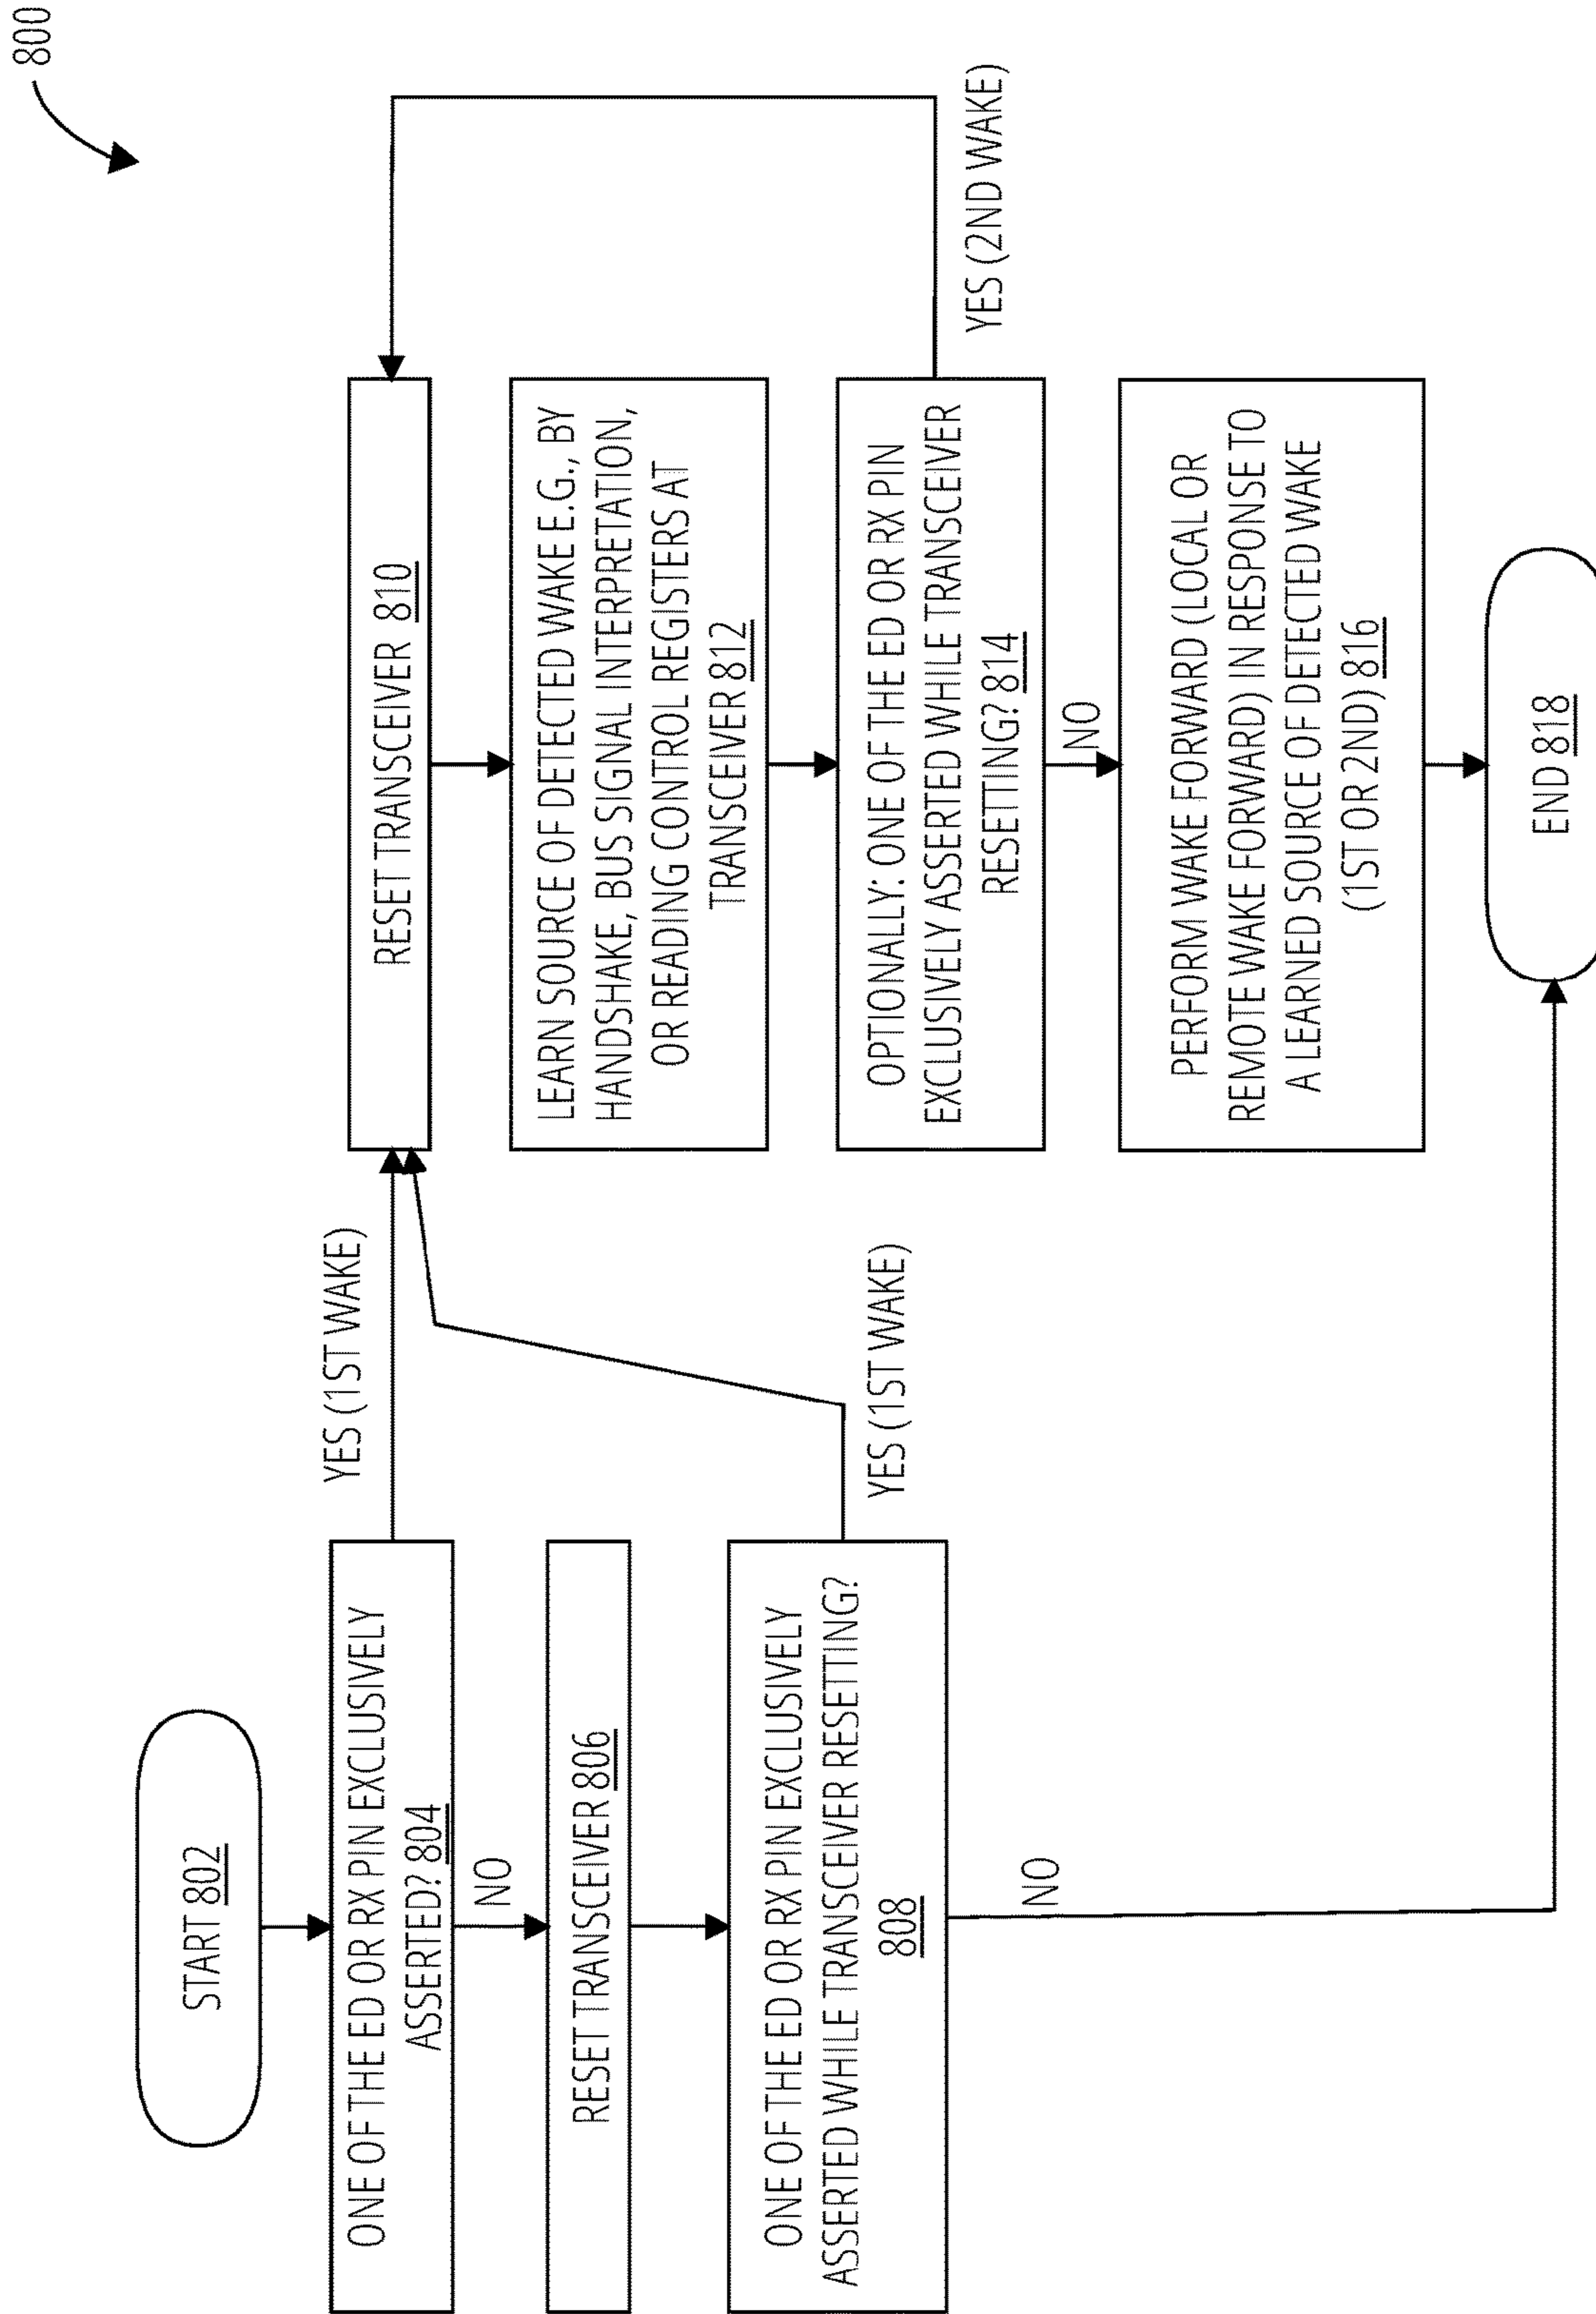 800
START 802
ONE OF THE ED OR RX PIN EXCLUSIVELY
ASSERTED? 804
YES (1ST WAKE)
NO
RESET TRANSCEIVER 806
ONE OF THE ED OR RX PIN EXCLUSIVELY
ASSERTED WHILE TRANSCEIVER RESETTING?
808
YES (1ST WAKE)
NO
RESET TRANSCEIVER 810
LEARN SOURCE OF DETECTED WAKE E.G., BY
HANDSHAKE, BUS SIGNAL INTERPRETATION,
OR READING CONTROL REGISTERS AT
TRANSCEIVER 812
OPTIONALLY: ONE OF THE ED OR RX PIN
EXCLUSIVELY ASSERTED WHILE TRANSCEIVER
RESETTING? 814
YES (2ND WAKE)
NO
PERFORM WAKE FORWARD (LOCAL OR
REMOTE WAKE FORWARD) IN RESPONSE TO
A LEARNED SOURCE OF DETECTED WAKE
(1ST OR 2ND) 816
END 818